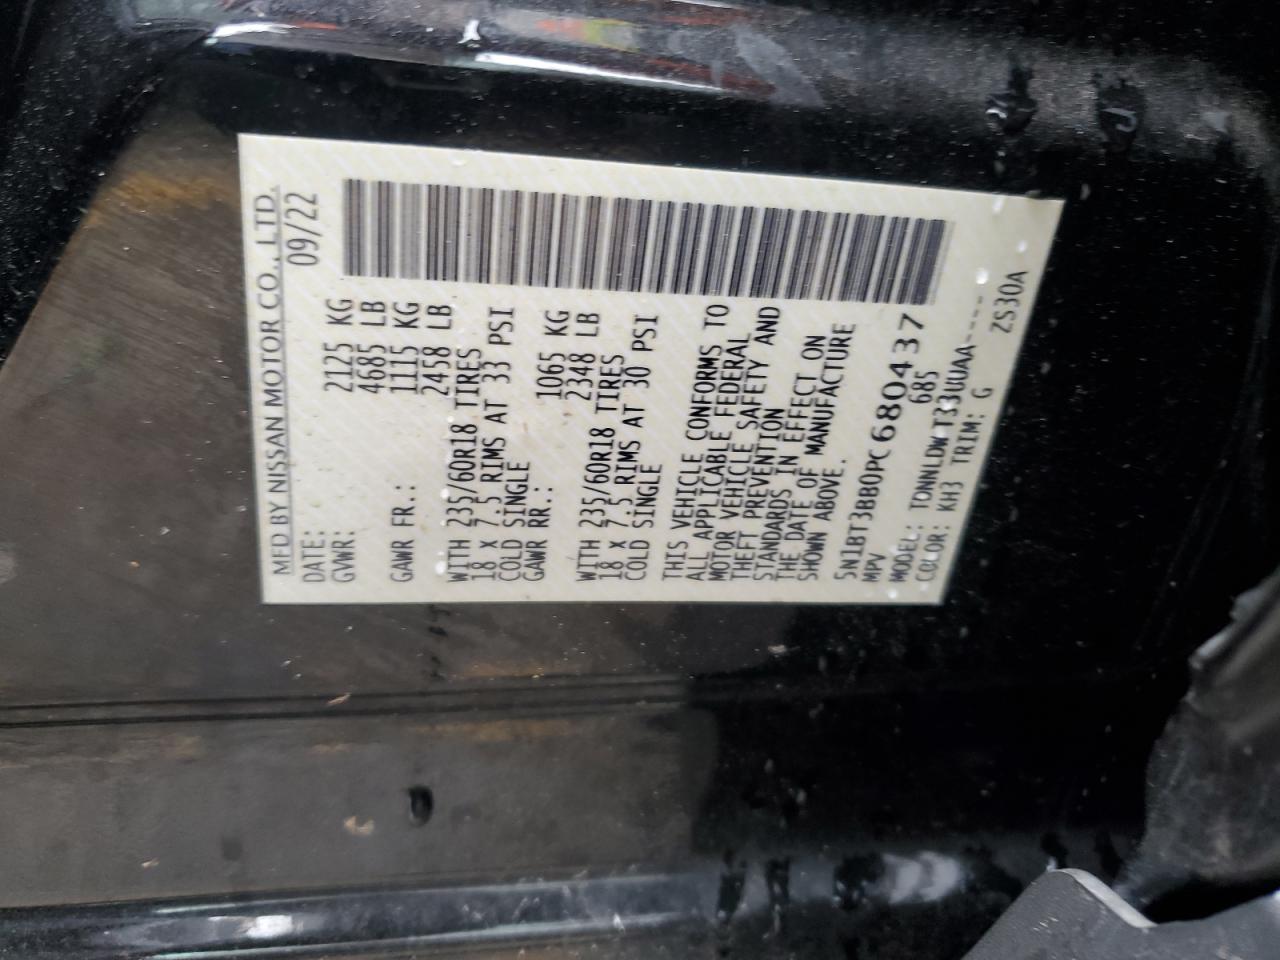 MFD BY NISSAN MOTOR CO., LTD.
DATE: 09/22
GVWR: 2125 KG
4685 LB
GAWR FR.: 1115 KG
2458 LB
WITH 235/60R18 TIRES
18 X 7.5 RIMS AT 33 PSI
COLD SINGLE
GAWR RR.: 1065 KG
2348 LB
WITH 235/60R18 TIRES
18 X 7.5 RIMS AT 30 PSI
COLD SINGLE
THIS VEHICLE CONFORMS TO
ALL APPLICABLE FEDERAL
MOTOR VEHICLE SAFETY AND
THEFT PREVENTION
STANDARDS IN EFFECT ON
THE DATE OF MANUFACTURE
SHOWN ABOVE.
5N1BT3BB0PC680437
MPV 685
MODEL: TDNNLDWT33UUAA-----
COLOR: KH3 TRIM: G ZS30A